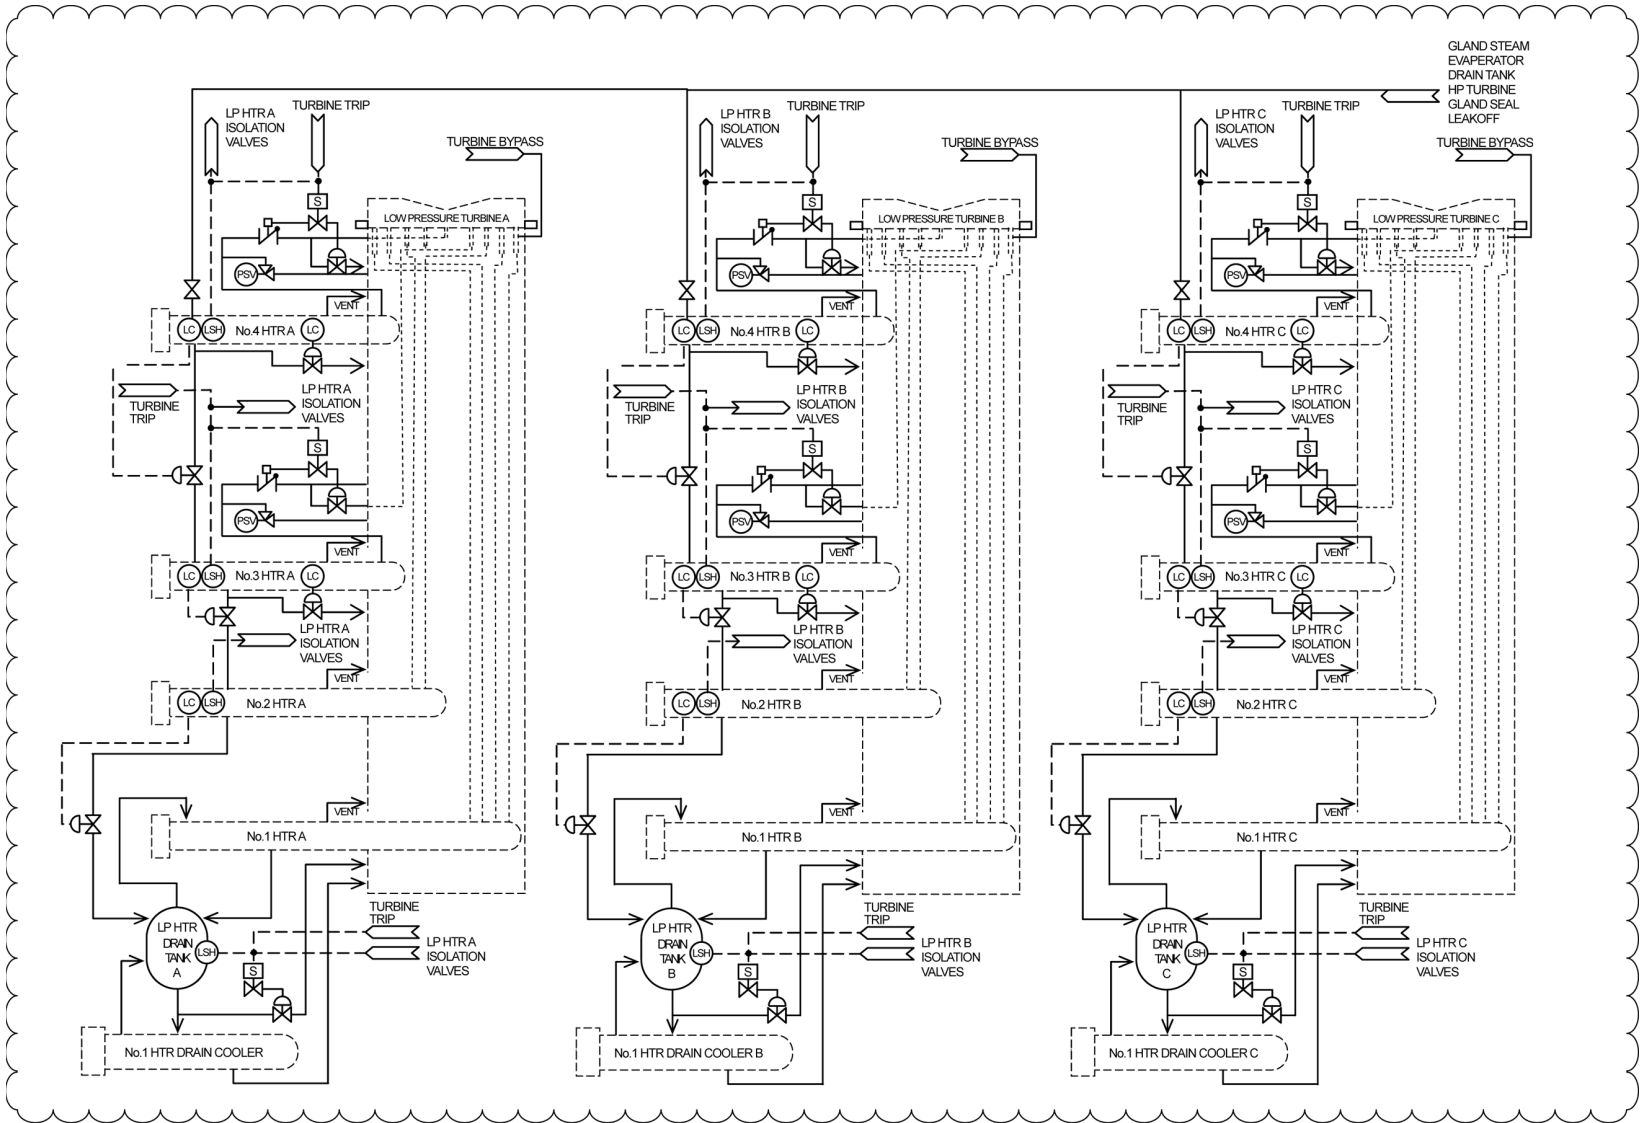 GLAND STEAM
EVAPERATOR
DRAIN TANK
HP TURBINE
GLAND SEAL
LEAKOFF
LP HTR A
ISOLATION
VALVES
TURBINE TRIP
TURBINE BYPASS
S
LOW PRESSURE TURBINE A
PSV
VENT
LC
LSH
No.4 HTR A
LC
TURBINE
TRIP
LP HTR A
ISOLATION
VALVES
S
PSV
VENT
LC
LSH
No.3 HTR A
LC
LP HTR A
ISOLATION
VALVES
VENT
LC
LSH
No.2 HTR A
VENT
No.1 HTR A
TURBINE
TRIP
LP HTR
DRAIN
TANK
A
LSH
LP HTR A
ISOLATION
VALVES
S
No.1 HTR DRAIN COOLER
LP HTR B
ISOLATION
VALVES
TURBINE TRIP
TURBINE BYPASS
S
LOW PRESSURE TURBINE B
PSV
VENT
LC
LSH
No.4 HTR B
LC
TURBINE
TRIP
LP HTR B
ISOLATION
VALVES
S
PSV
VENT
LC
LSH
No.3 HTR B
LC
LP HTR B
ISOLATION
VALVES
VENT
LC
LSH
No.2 HTR B
VENT
No.1 HTR B
TURBINE
TRIP
LP HTR
DRAIN
TANK
B
LSH
LP HTR B
ISOLATION
VALVES
S
No.1 HTR DRAIN COOLER B
LP HTR C
ISOLATION
VALVES
TURBINE TRIP
TURBINE BYPASS
S
LOW PRESSURE TURBINE C
PSV
VENT
LC
LSH
No.4 HTR C
LC
TURBINE
TRIP
LP HTR C
ISOLATION
VALVES
S
PSV
VENT
LC
LSH
No.3 HTR C
LC
LP HTR C
ISOLATION
VALVES
VENT
LC
LSH
No.2 HTR C
VENT
No.1 HTR C
TURBINE
TRIP
LP HTR
DRAIN
TANK
C
LSH
LP HTR C
ISOLATION
VALVES
S
No.1 HTR DRAIN COOLER C